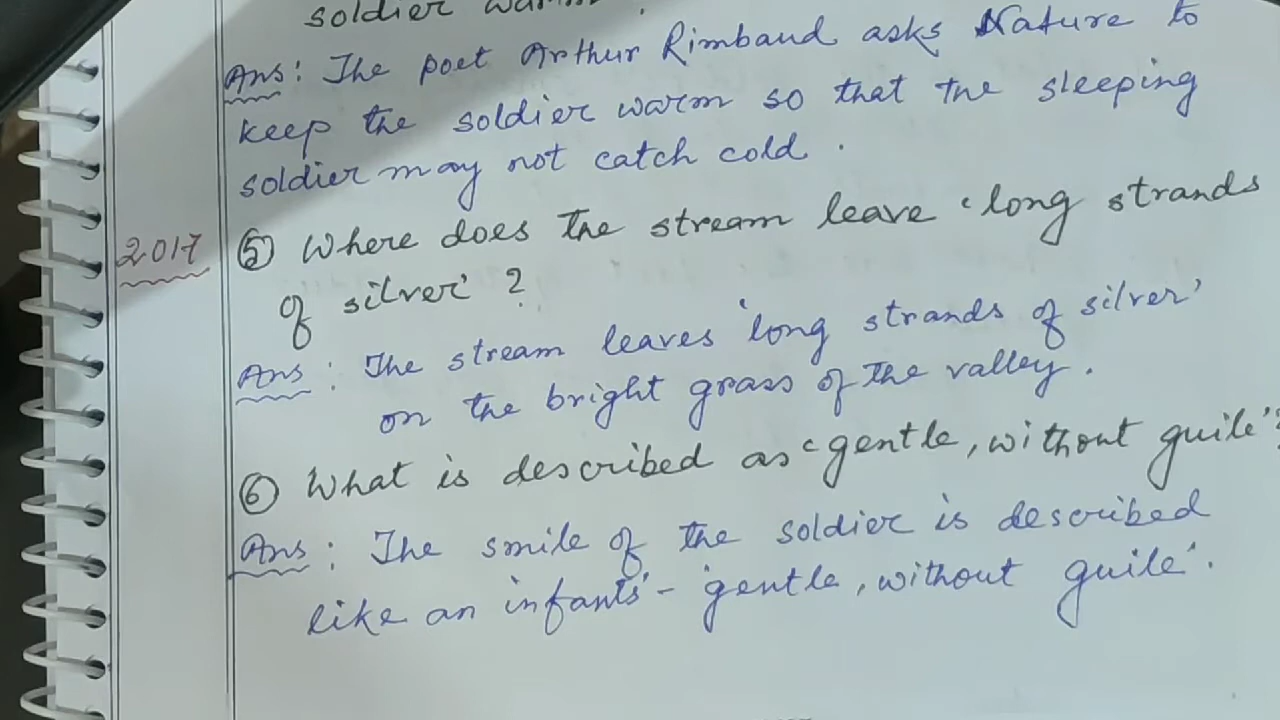 soldier
Ans: The poet Arthur Rimbaud asks Nature to
keep the soldier warm so that the sleeping
soldier may not catch cold.
2017 ⑤ Where does the stream leave 'long strands
of silver'?
Ans: The stream leaves 'long strands of silver'
on the bright grass of the valley.
⑥ What is described as 'gentle, without guile'?
Ans: The smile of the soldier is described
like an infants' - 'gentle, without guile'.